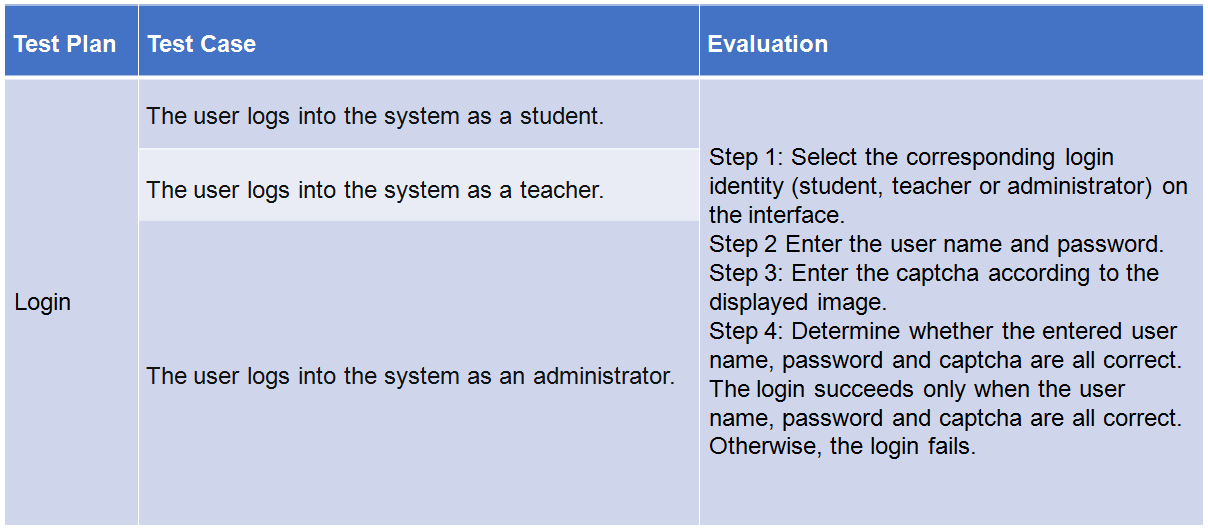 Test Plan
Test Case
Evaluation
Login
The user logs into the system as a student.
The user logs into the system as a teacher.
The user logs into the system as an administrator.
Step 1: Select the corresponding login
identity (student, teacher or administrator) on
the interface.
Step 2 Enter the user name and password.
Step 3: Enter the captcha according to the
displayed image.
Step 4: Determine whether the entered user
name, password and captcha are all correct.
The login succeeds only when the user
name, password and captcha are all correct.
Otherwise, the login fails.